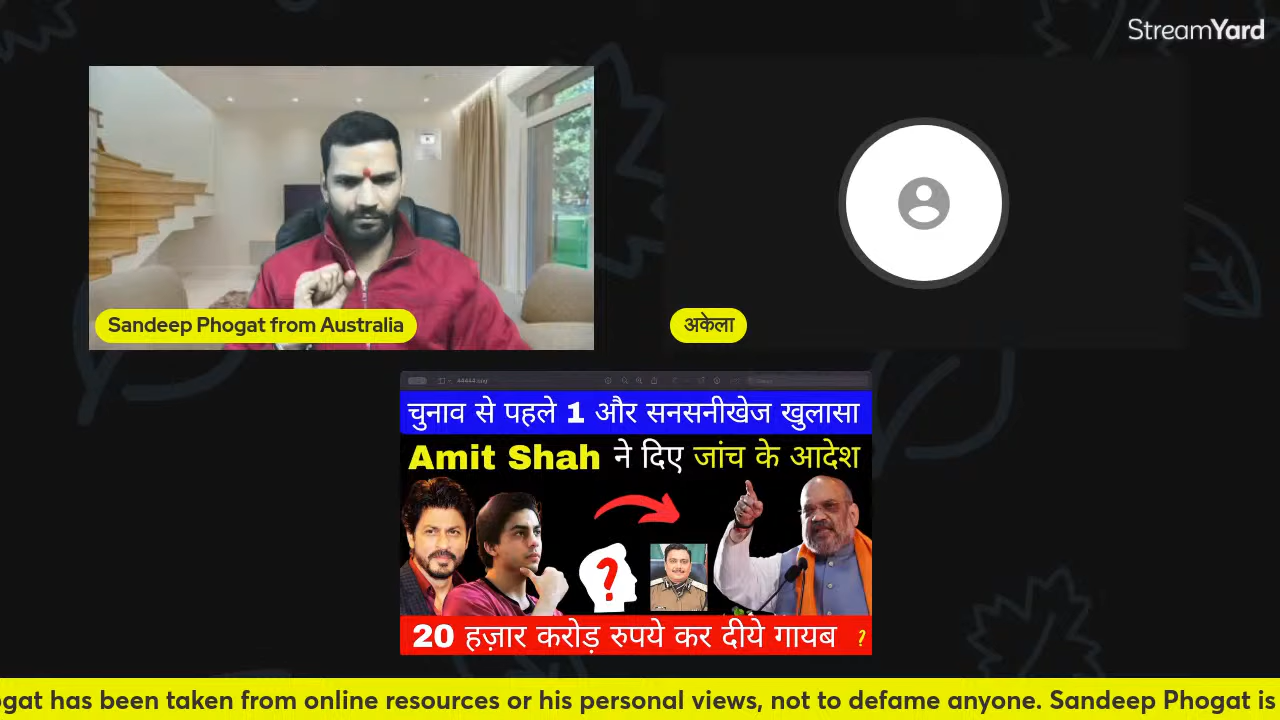 StreamYard
Sandeep Phogat from Australia
अकेला
चुनाव से पहले 1 और सनसनीखेज खुलासा
Amit Shah ने दिए जांच के आदेश
?
20 हज़ार करोड़ रुपये कर दीये गायब ?
ogat has been taken from online resources or his personal views, not to defame anyone. Sandeep Phogat is